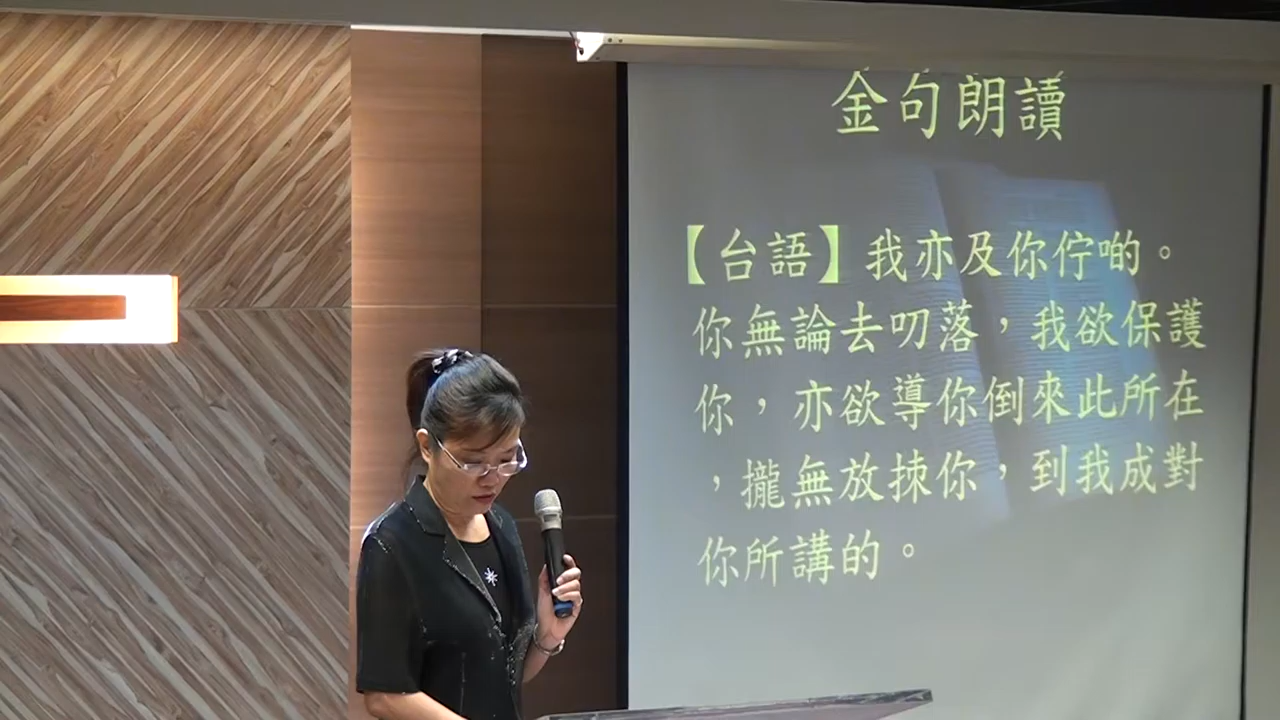 金句朗讀
【台語】我亦及你佇啲。
你無論去叨落，我欲保護
你，亦欲導你倒來此所在
，攏無放捒你，到我成對
你所講的。